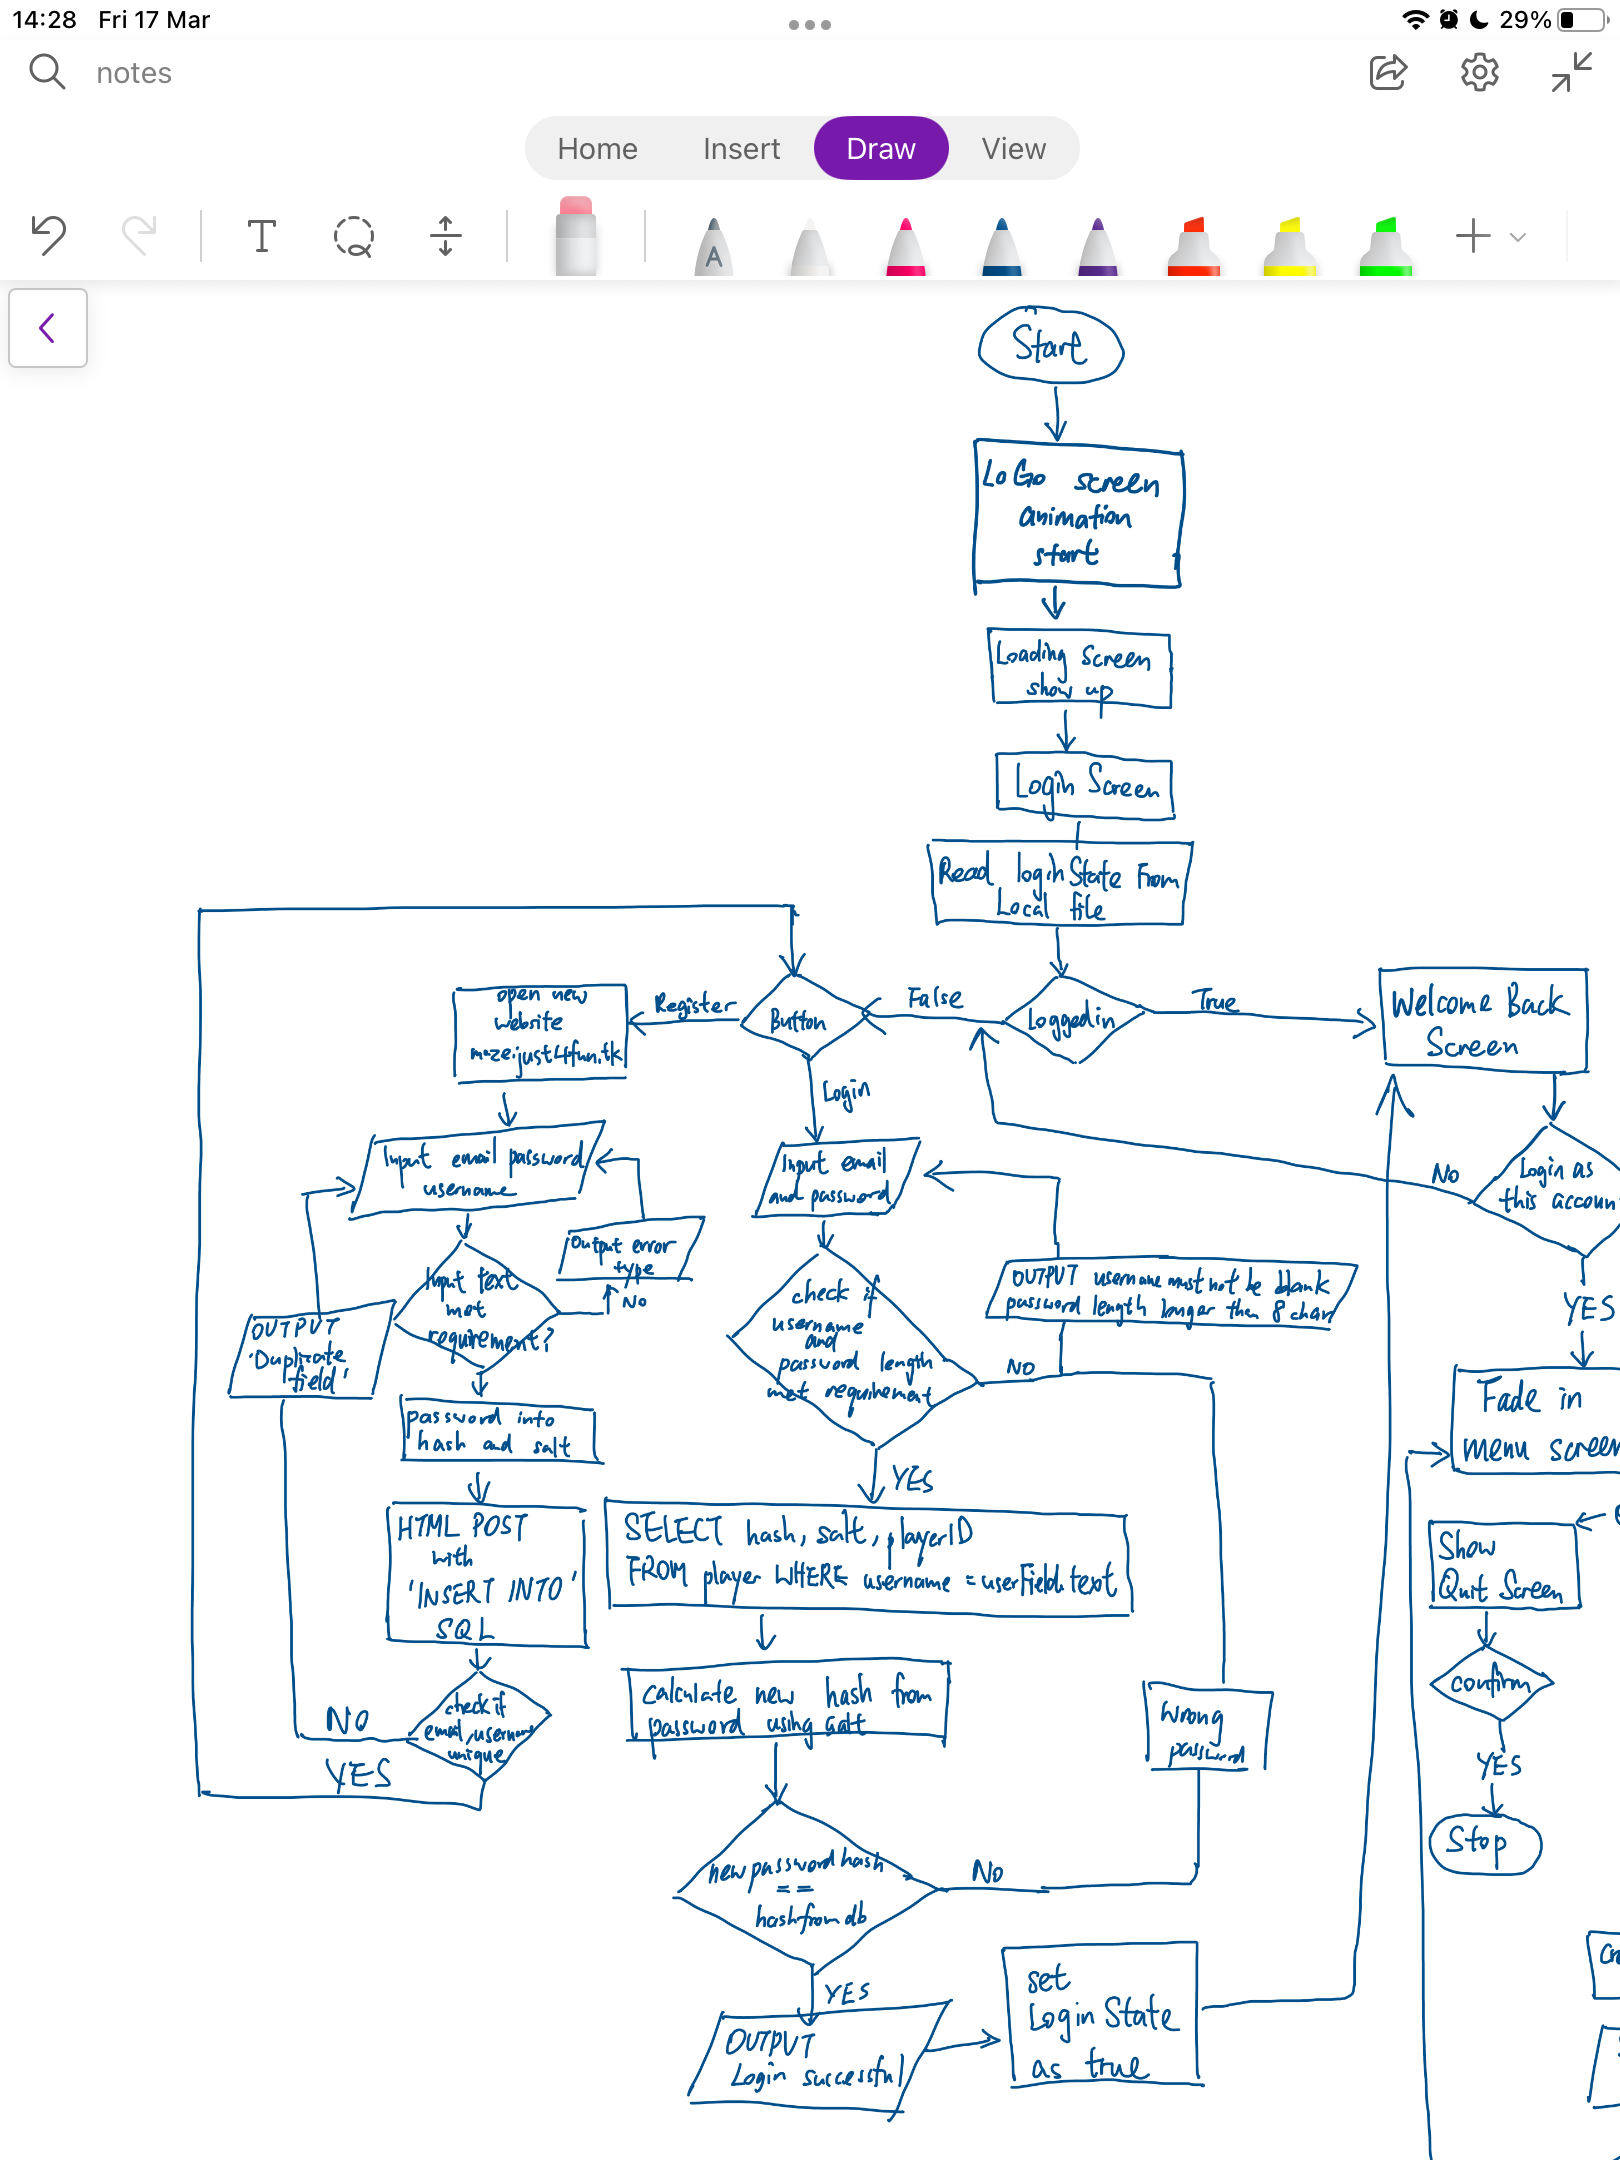 14:28 Fri 17 Mar
29%
notes
Home Insert Draw View
T
A
Start
LoGo screen
animation
start
Loading Screen
show up
Login Screen
Read loginState From
Local file
open new
website
maze.just4fun.tk
Register
Button
False
Loggedin
True
Welcome Back
Screen
Login
Input email password
username
Input email
and password
No
Login as
this accoun
Output error
type
No
Input text
met
requirement?
check if
username
and
password length
met requirement
OUTPUT username must not be blank
password length longer then 8 char
YES
OUTPUT
'Duplicate
field'
NO
Fade in
menu screen
password into
hash and salt
YES
HTML POST
with
'INSERT INTO'
SQL
SELECT hash, salt, playerID
FROM player WHERE username = userField.text
Show
Quit Screen
confirm
calculate new hash from
password using salt
check if
email, username
unique
NO
YES
Wrong
password
YES
Stop
new password hash
==
hash from db
No
YES
OUTPUT
Login successful
set
Login State
as true